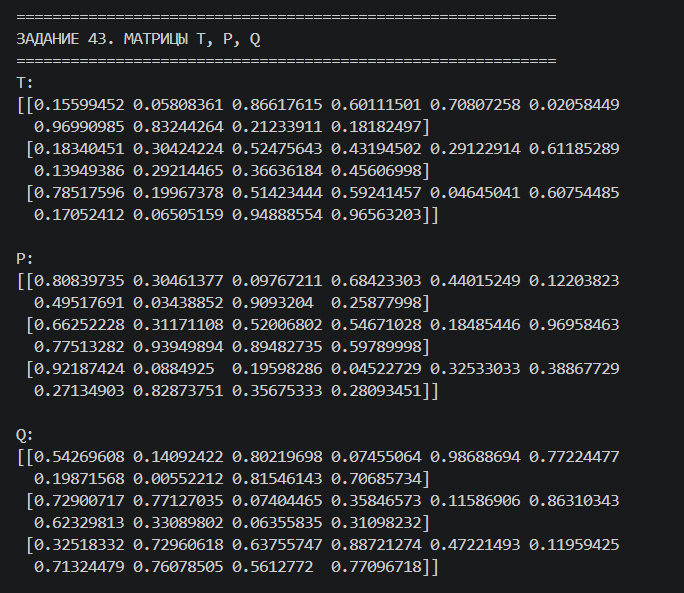 ============================================================
ЗАДАНИЕ 43. МАТРИЦЫ T, P, Q
============================================================
T:
[[0.15599452 0.05808361 0.86617615 0.60111501 0.70807258 0.02058449
  0.96990985 0.83244264 0.21233911 0.18182497]
 [0.18340451 0.30424224 0.52475643 0.43194502 0.29122914 0.61185289
  0.13949386 0.29214465 0.36636184 0.45606998]
 [0.78517596 0.19967378 0.51423444 0.59241457 0.04645041 0.60754485
  0.17052412 0.06505159 0.94888554 0.96563203]]

P:
[[0.80839735 0.30461377 0.09767211 0.68423303 0.44015249 0.12203823
  0.49517691 0.03438852 0.9093204  0.25877998]
 [0.66252228 0.31171108 0.52006802 0.54671028 0.18485446 0.96958463
  0.77513282 0.93949894 0.89482735 0.59789998]
 [0.92187424 0.0884925  0.19598286 0.04522729 0.32533033 0.38867729
  0.27134903 0.82873751 0.35675333 0.28093451]]

Q:
[[0.54269608 0.14092422 0.80219698 0.07455064 0.98688694 0.77224477
  0.19871568 0.00552212 0.81546143 0.70685734]
 [0.72900717 0.77127035 0.07404465 0.35846573 0.11586906 0.86310343
  0.62329813 0.33089802 0.06355835 0.31098232]
 [0.32518332 0.72960618 0.63755747 0.88721274 0.47221493 0.11959425
  0.71324479 0.76078505 0.5612772  0.77096718]]